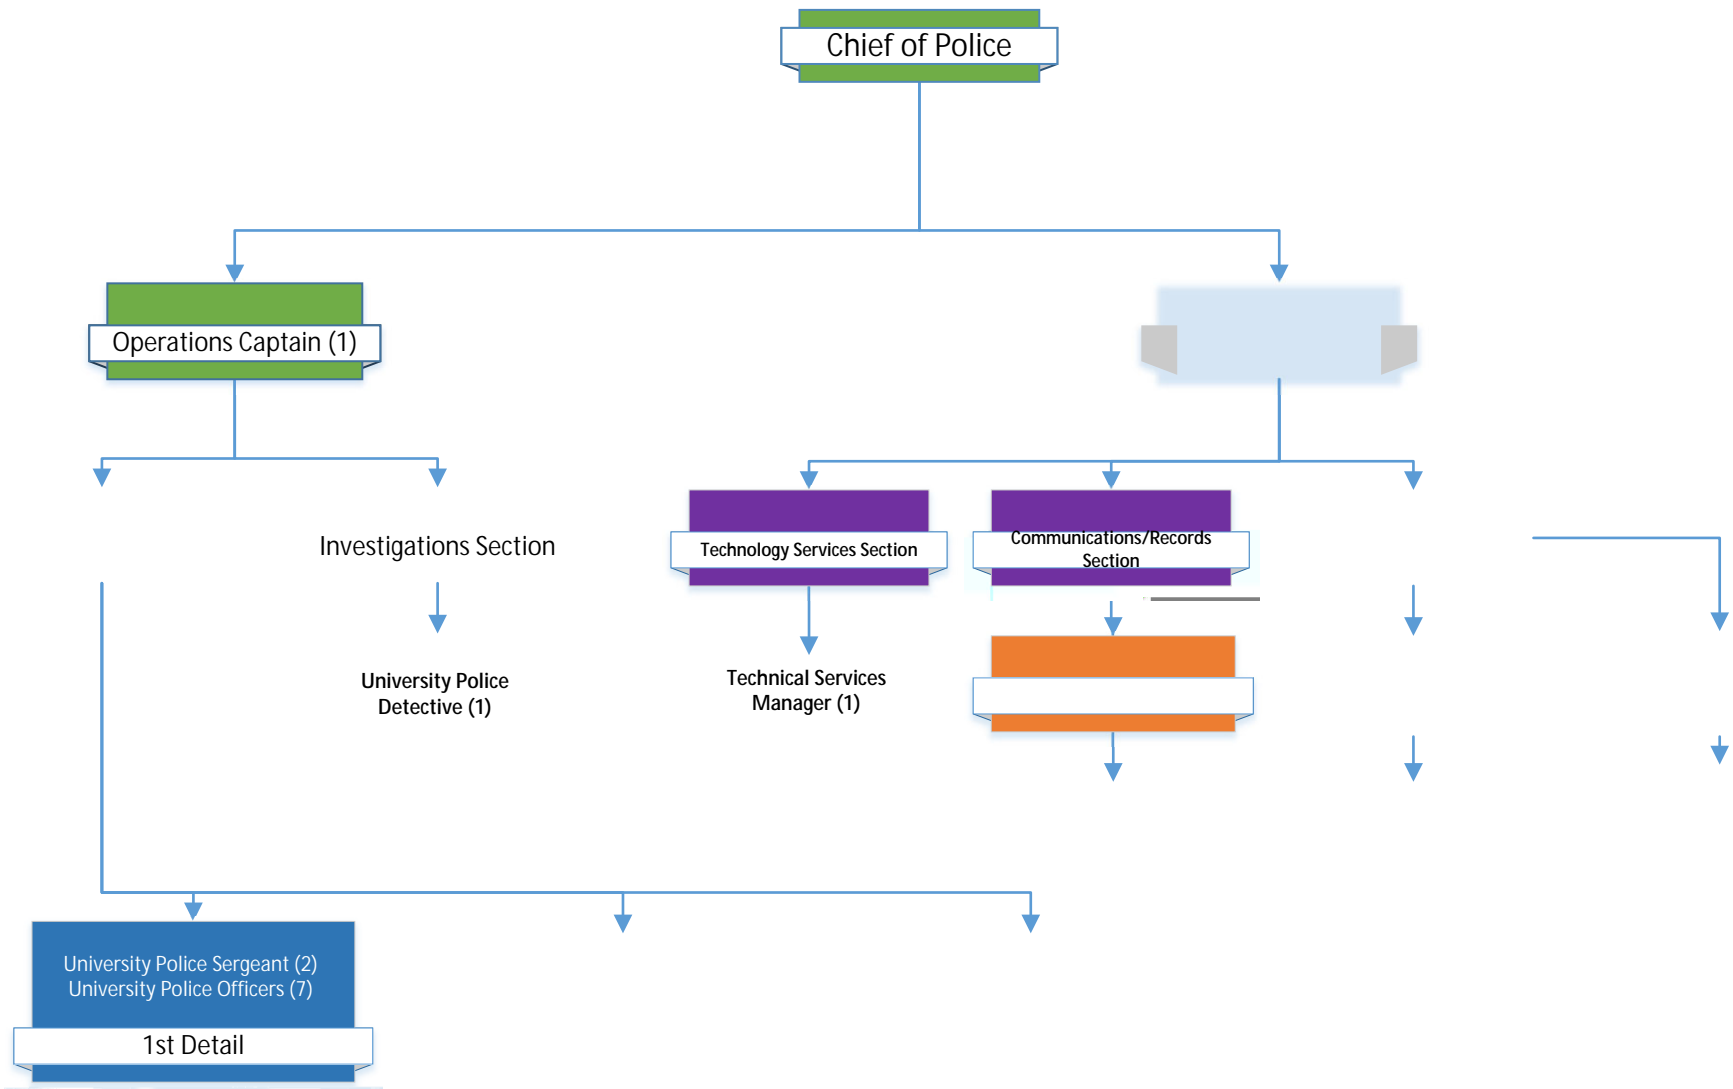 Chief of Police
Operations Captain (1)
Investigations Section
Technology Services Section
Communications/Records
Section
University Police
Detective (1)
Technical Services
Manager (1)
University Police Sergeant (2)
University Police Officers (7)
1st Detail